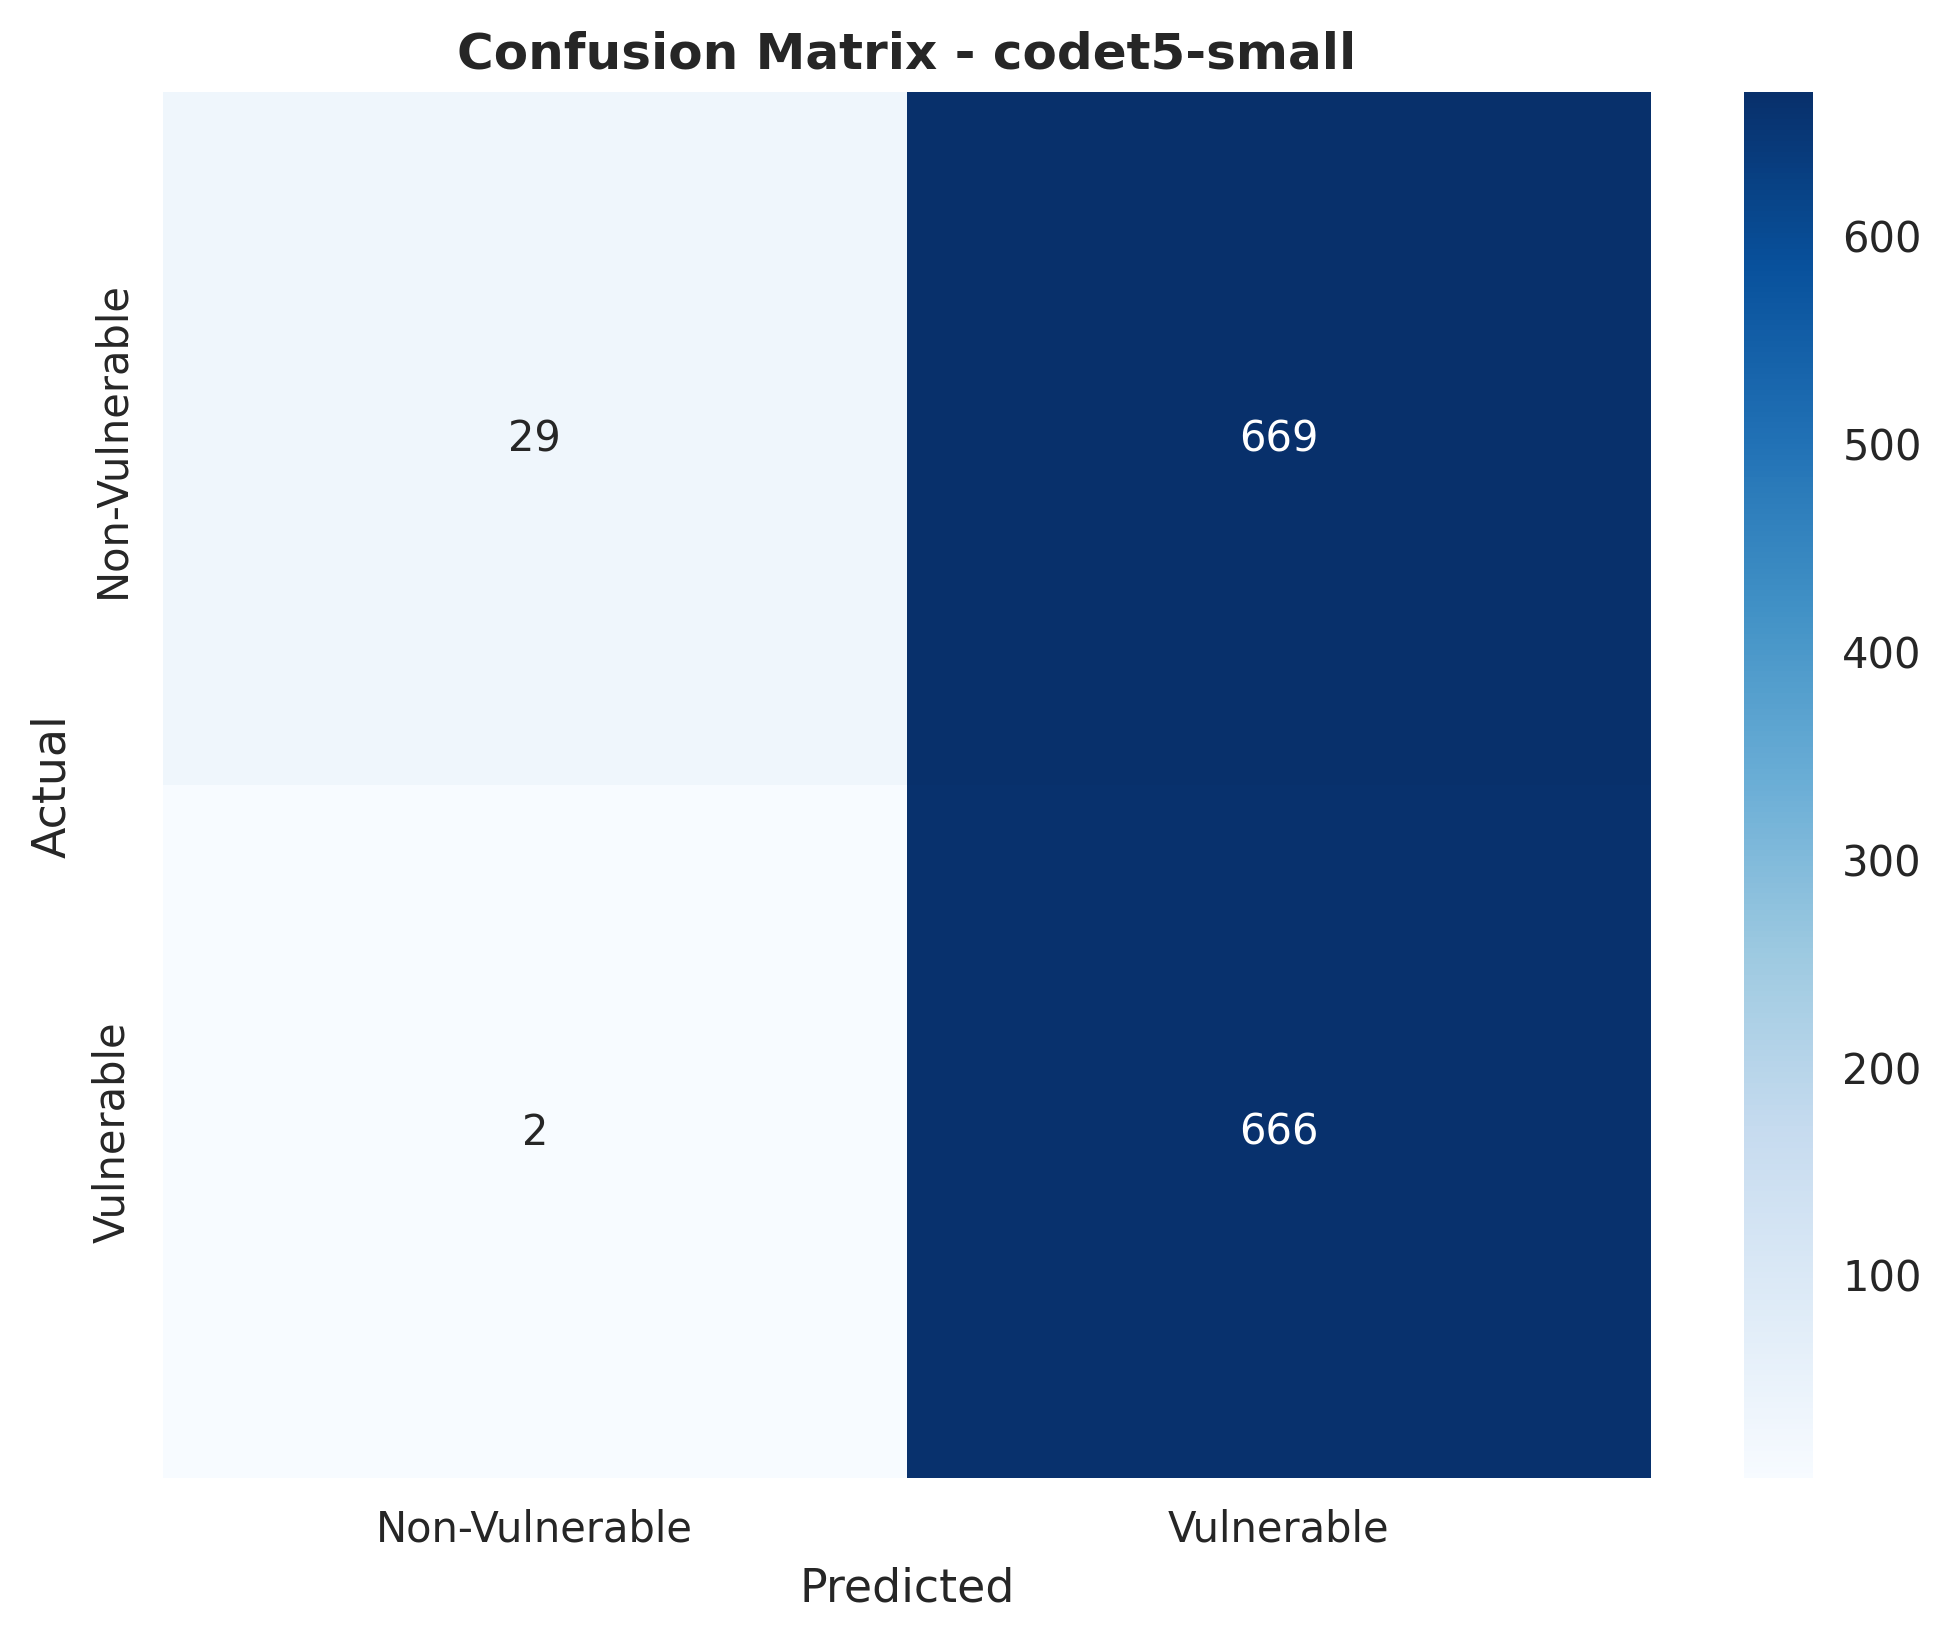 Confusion Matrix - codet5-small
Actual
Non-Vulnerable
Vulnerable
29
669
2
666
Non-Vulnerable
Vulnerable
Predicted
600
500
400
300
200
100